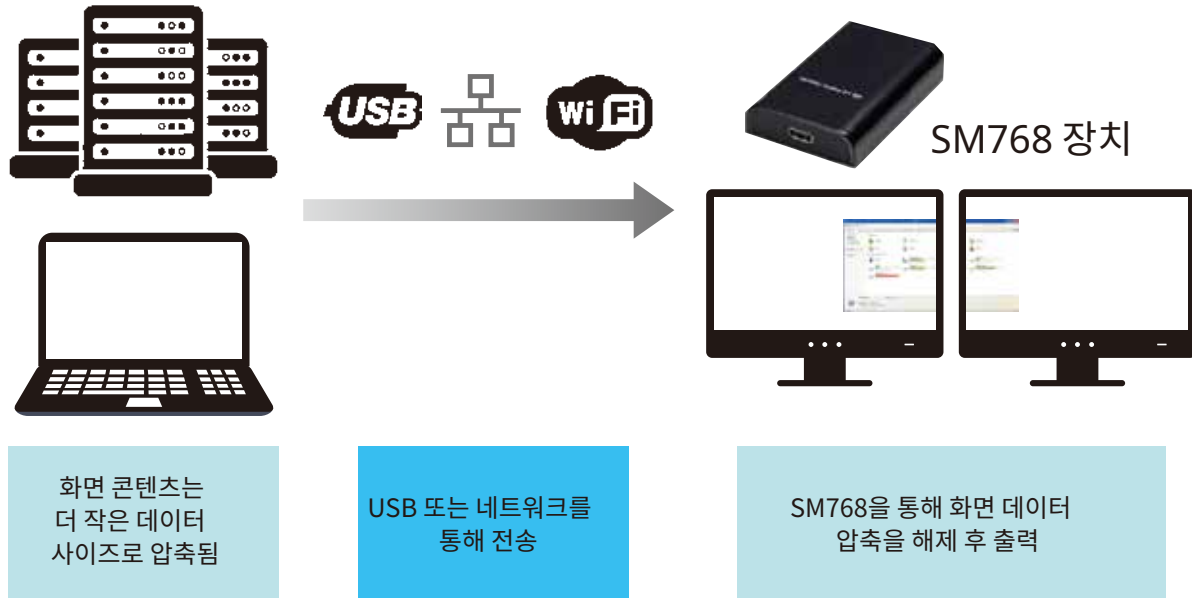 USB
Wi Fi
SM768 장치
화면 콘텐츠는
더 작은 데이터
사이즈로 압축됨
USB 또는 네트워크를
통해 전송
SM768을 통해 화면 데이터
압축을 해제 후 출력